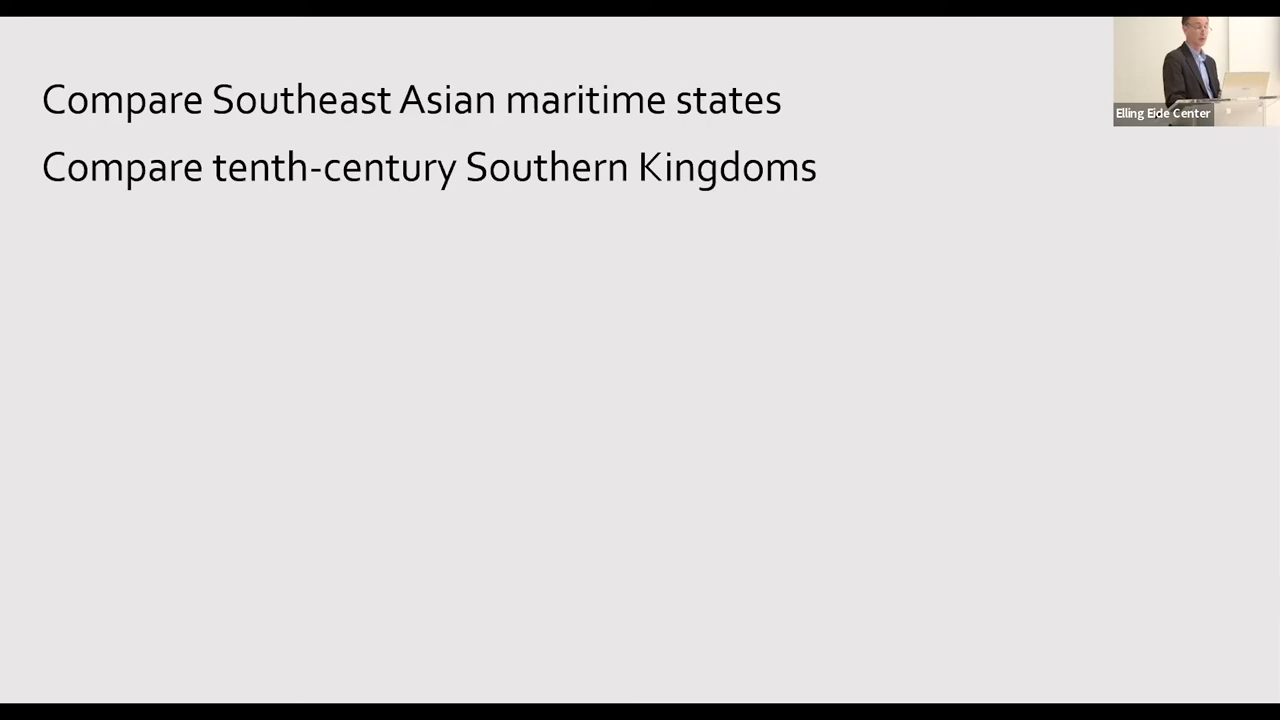 Compare Southeast Asian maritime states
Compare tenth-century Southern Kingdoms
Elling Eide Center